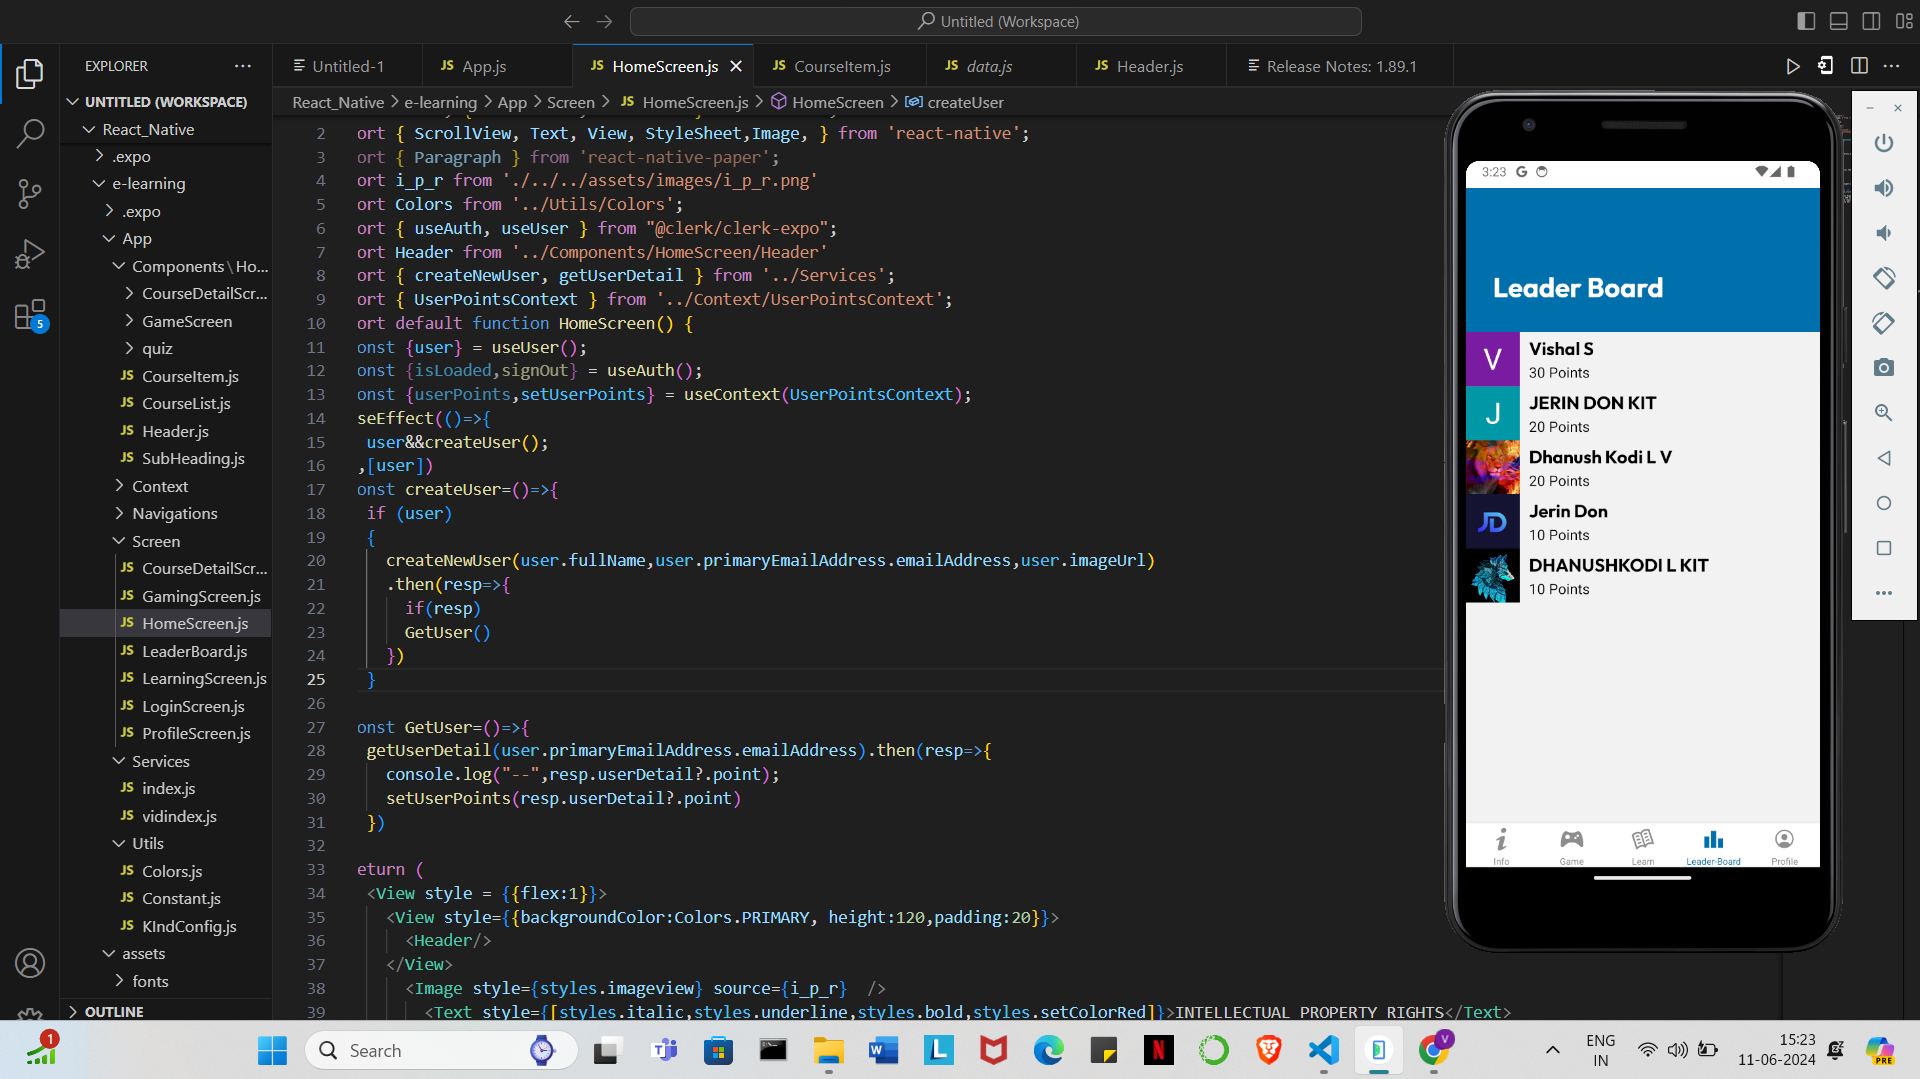 Untitled (Workspace)
EXPLORER
Untitled-1
JS App.js
JS HomeScreen.js
JS CourseItem.js
JS data.js
JS Header.js
Release Notes: 1.89.1
UNTITLED (WORKSPACE)
React_Native
.expo
e-learning
.expo
App
Components\Ho...
CourseDetailScr...
GameScreen
quiz
JS CourseItem.js
JS CourseList.js
JS Header.js
JS SubHeading.js
Context
Navigations
Screen
JS CourseDetailScr...
JS GamingScreen.js
JS HomeScreen.js
JS LeaderBoard.js
JS LearningScreen.js
JS LoginScreen.js
JS ProfileScreen.js
Services
JS index.js
JS vidindex.js
Utils
JS Colors.js
JS Constant.js
JS KIndConfig.js
assets
fonts
OUTLINE
5
React_Native > e-learning > App > Screen > JS HomeScreen.js > HomeScreen > createUser
2 ort { ScrollView, Text, View, StyleSheet,Image, } from 'react-native';
3 ort { Paragraph } from 'react-native-paper';
4 ort i_p_r from './../../assets/images/i_p_r.png'
5 ort Colors from '../Utils/Colors';
6 ort { useAuth, useUser } from "@clerk/clerk-expo";
7 ort Header from '../Components/HomeScreen/Header'
8 ort { createNewUser, getUserDetail } from '../Services';
9 ort { UserPointsContext } from '../Context/UserPointsContext';
10 ort default function HomeScreen() {
11 onst {user} = useUser();
12 onst {isLoaded,signOut} = useAuth();
13 onst {userPoints,setUserPoints} = useContext(UserPointsContext);
14 seEffect(()=>{
15 user&&createUser();
16 ,[user])
17 onst createUser=()=>{
18 if (user)
19 {
20 createNewUser(user.fullName,user.primaryEmailAddress.emailAddress,user.imageUrl)
21 .then(resp=>{
22 if(resp)
23 GetUser()
24 })
25 }
26
27 onst GetUser=()=>{
28 getUserDetail(user.primaryEmailAddress.emailAddress).then(resp=>{
29 console.log("--",resp.userDetail?.point);
30 setUserPoints(resp.userDetail?.point)
31 })
32
33 eturn (
34 <View style = {{flex:1}}>
35 <View style={{backgroundColor:Colors.PRIMARY, height:120,padding:20}}>
36 <Header/>
37 </View>
38 <Image style={styles.imageview} source={i_p_r} />
39 <Text style={[styles.italic,styles.underline,styles.bold,styles.setColorRed]}>INTELLECTUAL PROPERTY RIGHTS</Text>
3:23 G
Leader Board
V
Vishal S
30 Points
J
JERIN DON KIT
20 Points
Dhanush Kodi L V
20 Points
JD
Jerin Don
10 Points
DHANUSHKODI L KIT
10 Points
Info
Game
Learn
Leader-Board
Profile
1
Search
ENG
IN
15:23
11-06-2024
PRE